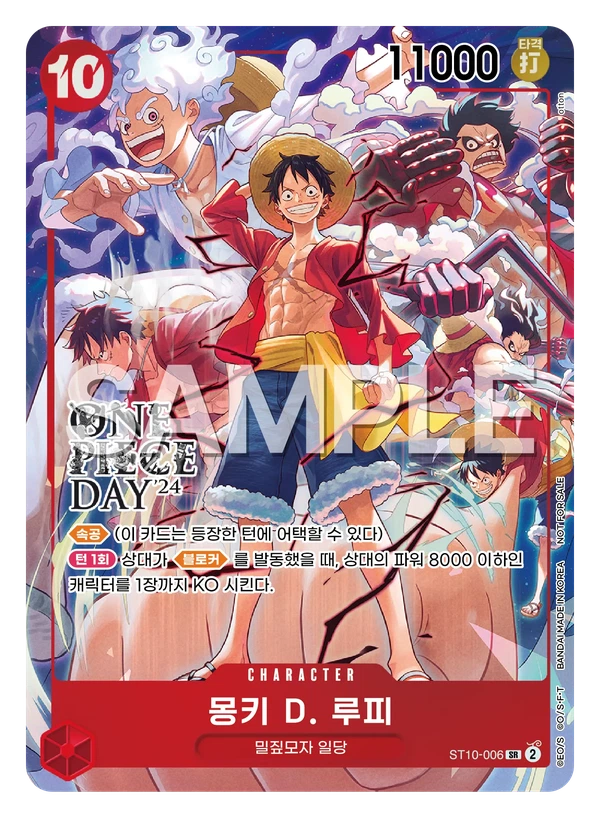 10
11000
타격
打
SAMPLE
ONE
PIECE
DAY'24
속공 (이 카드는 등장한 턴에 어택할 수 있다)
턴 1회 상대가 블로커 를 발동했을 때, 상대의 파워 8000 이하인
캐릭터를 1장까지 KO 시킨다.
CHARACTER
몽키 D. 루피
밀짚모자 일당
ST10-006 SR 2
©E.O/S ©O/S･F･T BANDAI MADE IN KOREA NOT FOR SALE